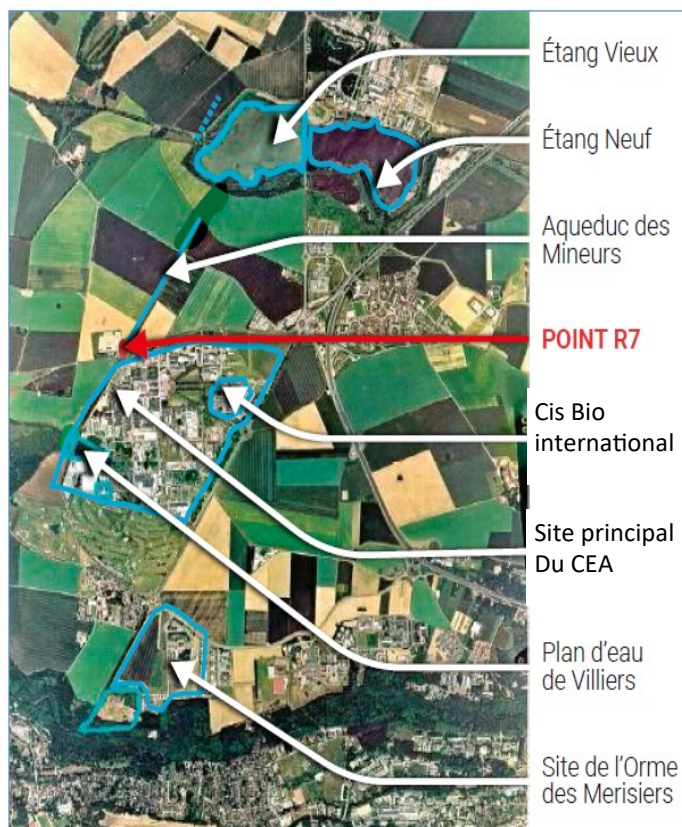 Étang Vieux
Étang Neuf
Aqueduc des
Mineurs
POINT R7
Cis Bio
international
Site principal
Du CEA
Plan d'eau
de Villiers
Site de l'Orme
des Merisiers